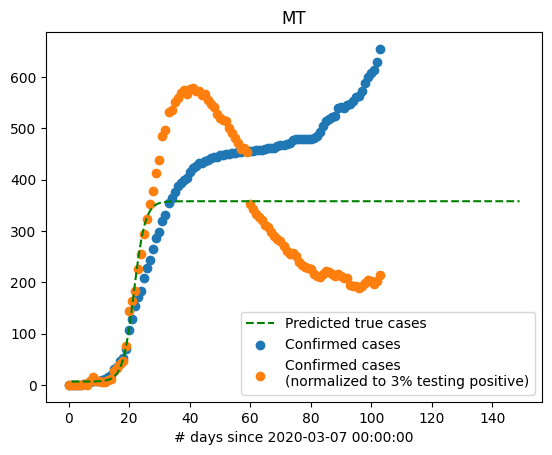 MT
600
500
400
300
200
100
0
Predicted true cases
Confirmed cases
Confirmed cases
(normalized to 3% testing positive)
0 20 40 60 80 100 120 140
# days since 2020-03-07 00:00:00